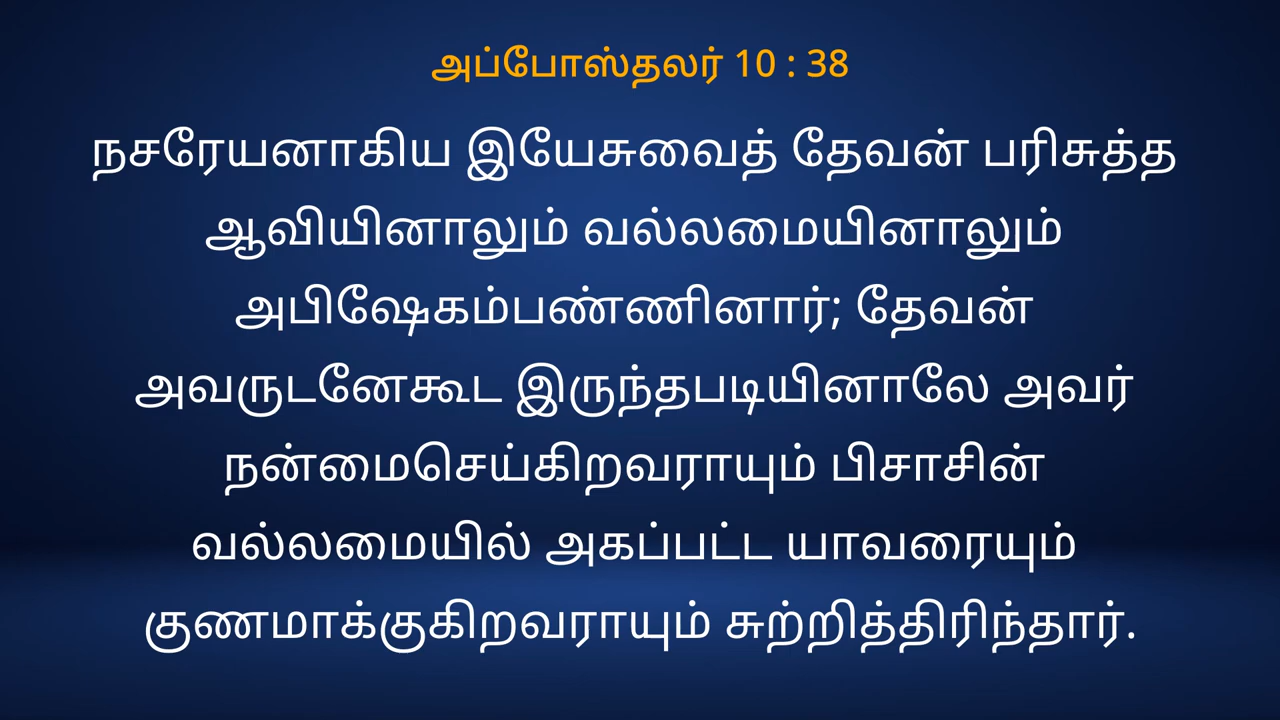 அப்போஸ்தலர் 10 : 38
நசரேயனாகிய இயேசுவைத் தேவன் பரிசுத்த
ஆவியினாலும் வல்லமையினாலும்
அபிஷேகம்பண்ணினார்; தேவன்
அவருடனேகூட இருந்தபடியினாலே அவர்
நன்மைசெய்கிறவராயும் பிசாசின்
வல்லமையில் அகப்பட்ட யாவரையும்
குணமாக்குகிறவராயும் சுற்றித்திரிந்தார்.